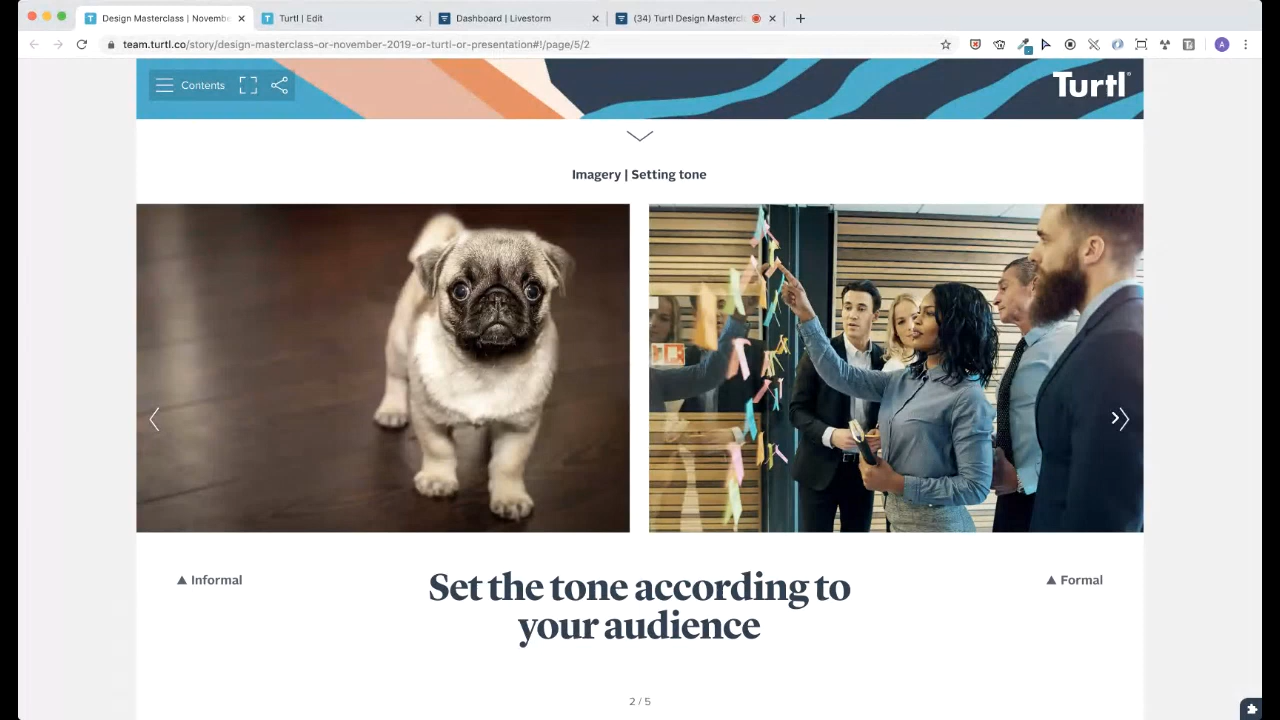 Design Masterclass | Novembe
Turtl | Edit
Dashboard | Livestorm
(34) Turtl Design Mastercl
team.turtl.co/story/design-masterclass-or-november-2019-or-turtl-or-presentation#!/page/5/2
A
Contents
Turtl
Imagery | Setting tone
▲ Informal
▲ Formal
Set the tone according to
your audience
2 / 5